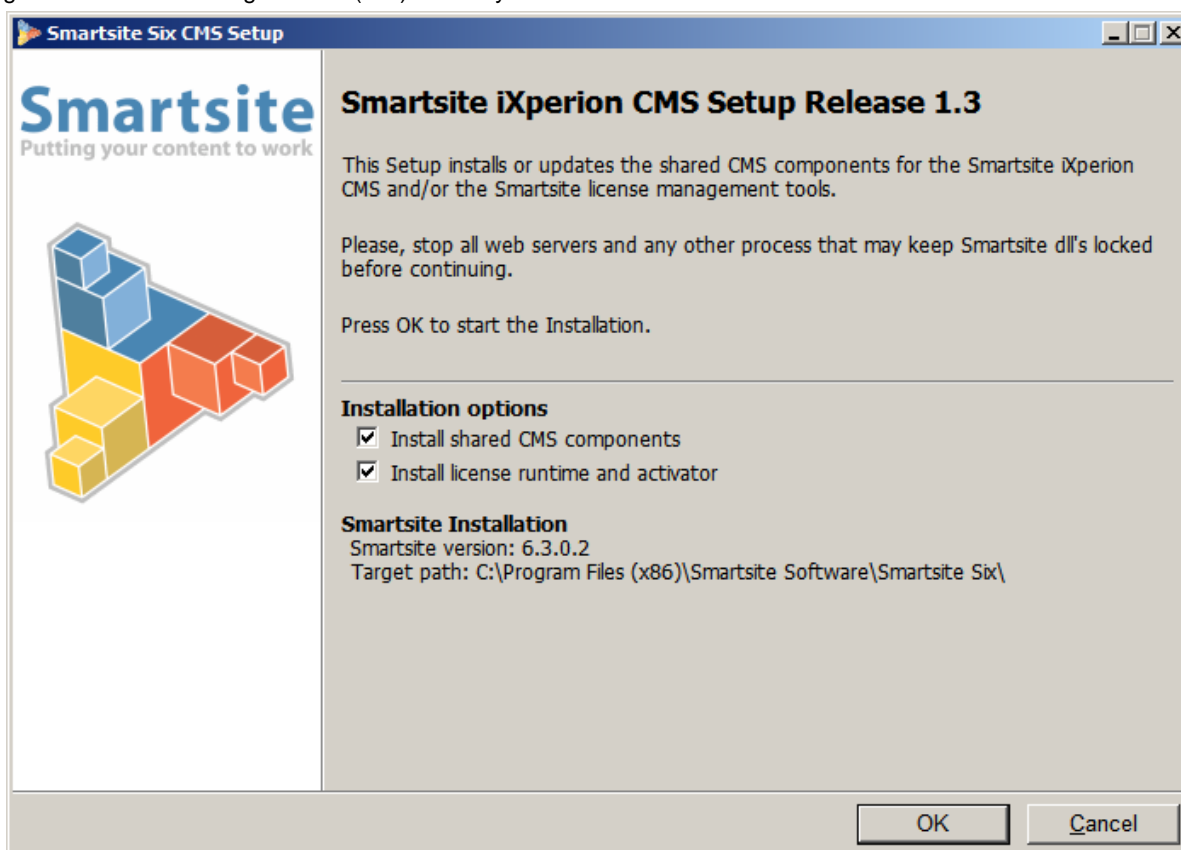 Smartsite Six CMS Setup
Smartsite
Putting your content to work
Smartsite iXperion CMS Setup Release 1.3
This Setup installs or updates the shared CMS components for the Smartsite iXperion
CMS and/or the Smartsite license management tools.
Please, stop all web servers and any other process that may keep Smartsite dll's locked
before continuing.
Press OK to start the Installation.
Installation options
Install shared CMS components
Install license runtime and activator
Smartsite Installation
Smartsite version: 6.3.0.2
Target path: C:\Program Files (x86)\Smartsite Software\Smartsite Six\
OK
Cancel